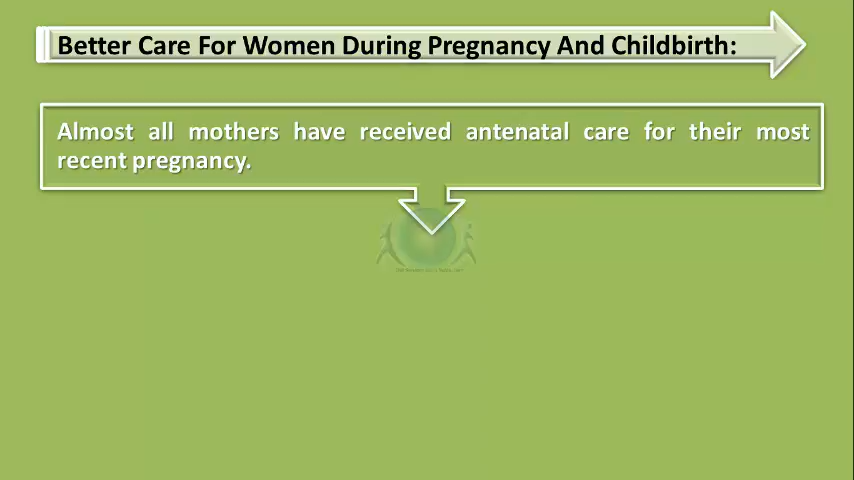 Better Care For Women During Pregnancy And Childbirth:
Almost all mothers have received antenatal care for their most
recent pregnancy.